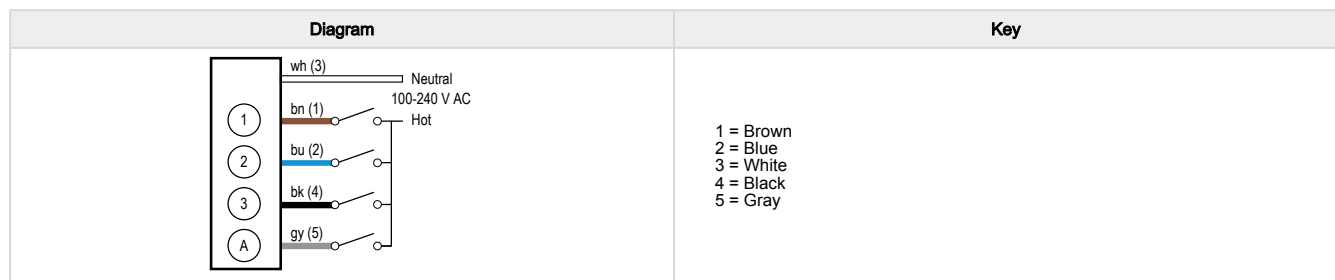 Diagram
Key
wh (3)
Neutral
100-240 V AC
1
bn (1)
Hot
2
bu (2)
3
bk (4)
A
gy (5)
1 = Brown
2 = Blue
3 = White
4 = Black
5 = Gray